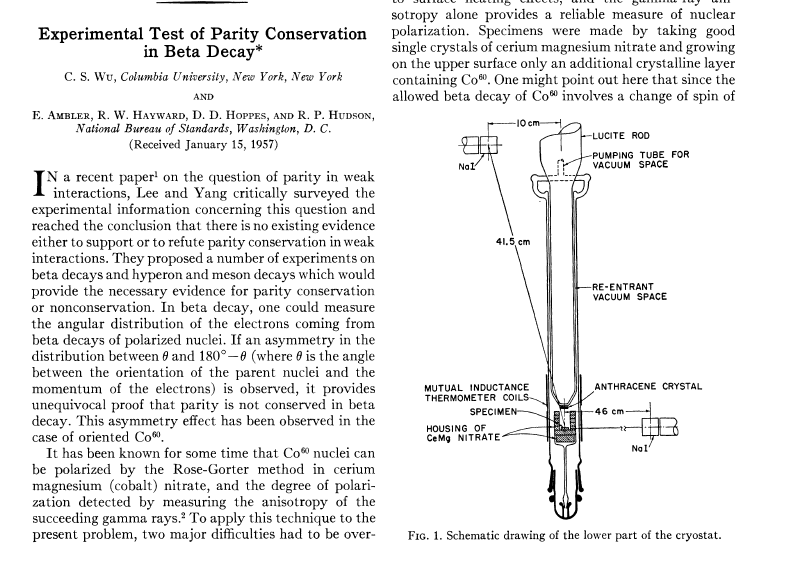 Experimental Test of Parity Conservation
in Beta Decay*
C. S. Wu, Columbia University, New York, New York
AND
E. Ambler, R. W. Hayward, D. D. Hoppes, and R. P. Hudson,
National Bureau of Standards, Washington, D. C.
(Received January 15, 1957)
IN a recent paper¹ on the question of parity in weak
interactions, Lee and Yang critically surveyed the
experimental information concerning this question and
reached the conclusion that there is no existing evidence
either to support or to refute parity conservation in weak
interactions. They proposed a number of experiments on
beta decays and hyperon and meson decays which would
provide the necessary evidence for parity conservation
or nonconservation. In beta decay, one could measure
the angular distribution of the electrons coming from
beta decays of polarized nuclei. If an asymmetry in the
distribution between θ and 180°−θ (where θ is the angle
between the orientation of the parent nuclei and the
momentum of the electrons) is observed, it provides
unequivocal proof that parity is not conserved in beta
decay. This asymmetry effect has been observed in the
case of oriented Co⁶⁰.
It has been known for some time that Co⁶⁰ nuclei can
be polarized by the Rose-Gorter method in cerium
magnesium (cobalt) nitrate, and the degree of polari-
zation detected by measuring the anisotropy of the
succeeding gamma rays.² To apply this technique to the
present problem, two major difficulties had to be over-
sotropy alone provides a reliable measure of nuclear
polarization. Specimens were made by taking good
single crystals of cerium magnesium nitrate and growing
on the upper surface only an additional crystalline layer
containing Co⁶⁰. One might point out here that since the
allowed beta decay of Co⁶⁰ involves a change of spin of
10 cm
LUCITE ROD
NaI
PUMPING TUBE FOR
VACUUM SPACE
41.5 cm
RE-ENTRANT
VACUUM SPACE
MUTUAL INDUCTANCE
THERMOMETER COILS
ANTHRACENE CRYSTAL
SPECIMEN
46 cm
HOUSING OF
CeMg NITRATE
NaI
FIG. 1. Schematic drawing of the lower part of the cryostat.